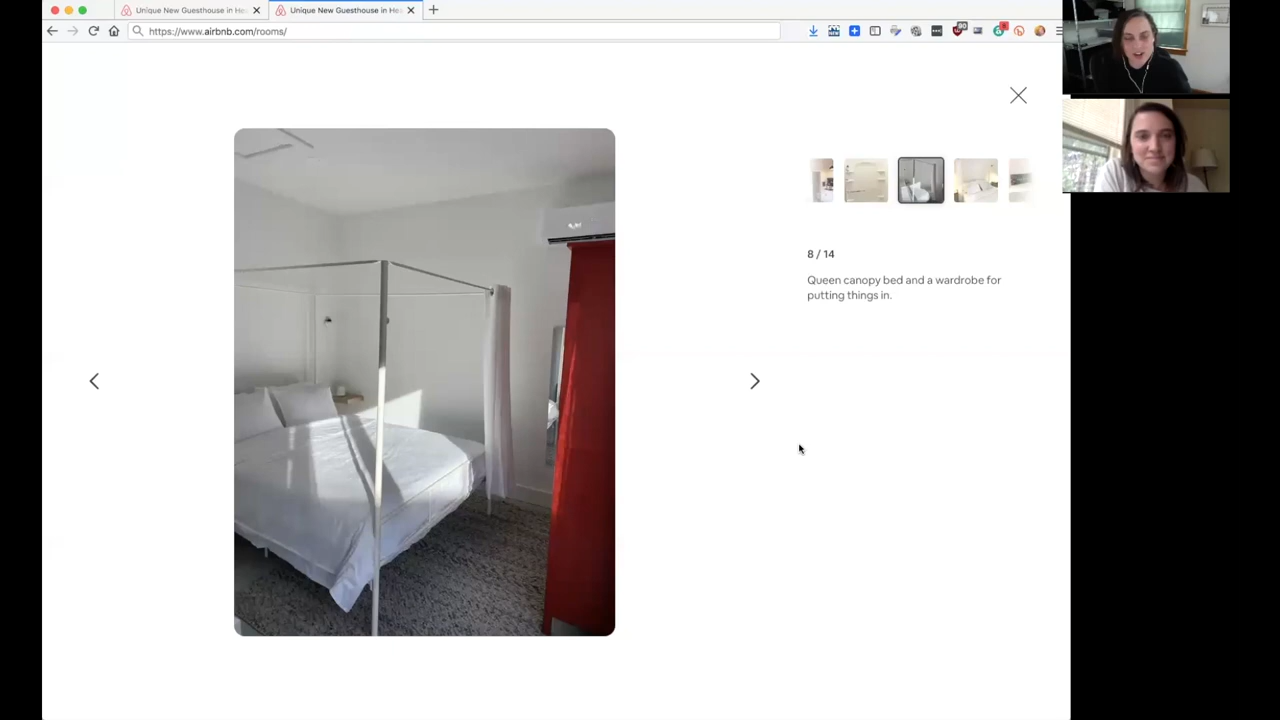 Unique New Guesthouse in He
Unique New Guesthouse in He
https://www.airbnb.com/rooms/
8 / 14
Queen canopy bed and a wardrobe for
putting things in.